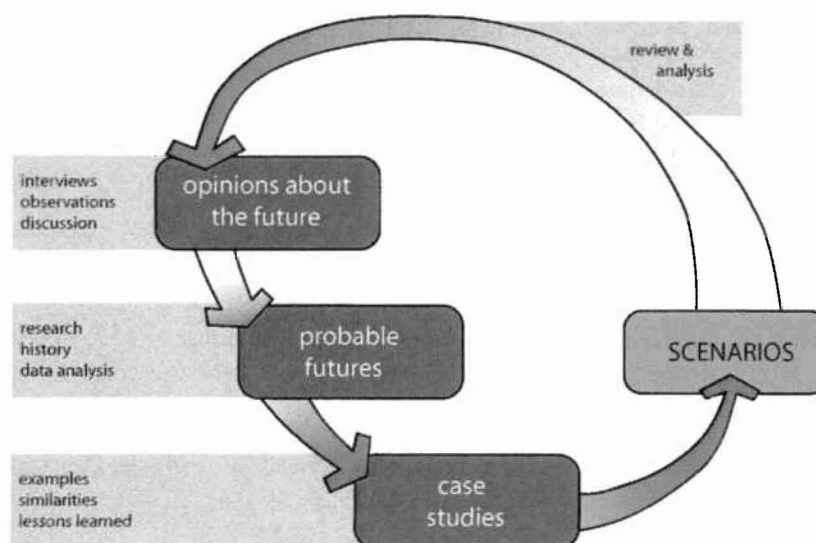 review &
analysis
interviews
observations
discussion
opinions about
the future
research
history
data analysis
probable
futures
SCENARIOS
examples
similarities
lessons learned
case
studies